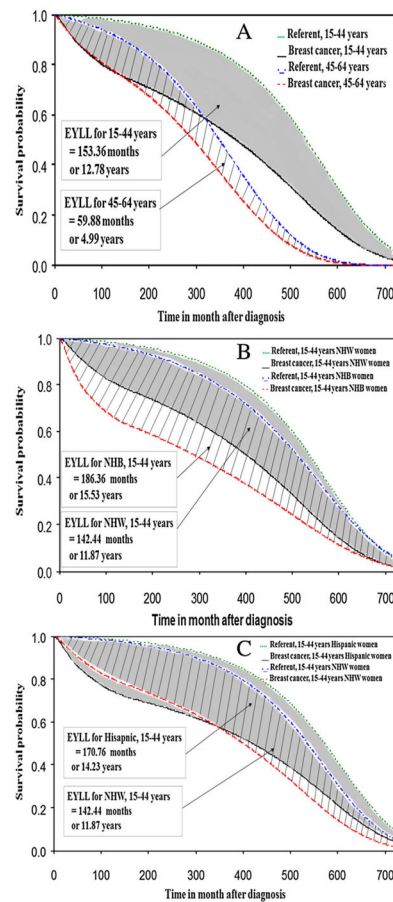 A
Referent, 15-44 years
Breast cancer, 15-44 years
Referent, 45-64 years
Breast cancer, 45-64 years
Survival probability
1.0
0.8
0.6
0.4
0.2
0.0
EYLL for 15-44 years
= 153.36 months
or 12.78 years
EYLL for 45-64 years
= 59.88 months
or 4.99 years
0 100 200 300 400 500 600 700
Time in month after diagnosis
B
Referent, 15-44 years NHW women
Breast cancer, 15-44 years NHW women
Referent, 15-44 years NHB women
Breast cancer, 15-44 years NHB women
Survival probability
1.0
0.8
0.6
0.4
0.2
0.0
EYLL for NHB, 15-44 years
= 186.36 months
or 15.53 years
EYLL for NHW, 15-44 years
= 142.44 months
or 11.87 years
0 100 200 300 400 500 600 700
Time in month after diagnosis
C
Referent, 15-44 years Hispanic women
Breast cancer, 15-44 years Hispanic women
Referent, 15-44 years NHW women
Breast cancer, 15-44 years NHW women
Survival probability
1.0
0.8
0.6
0.4
0.2
0.0
EYLL for Hisapnic, 15-44 years
= 170.76 months
or 14.23 years
EYLL for NHW, 15-44 years
= 142.44 months
or 11.87 years
0 100 200 300 400 500 600 700
Time in month after diagnosis